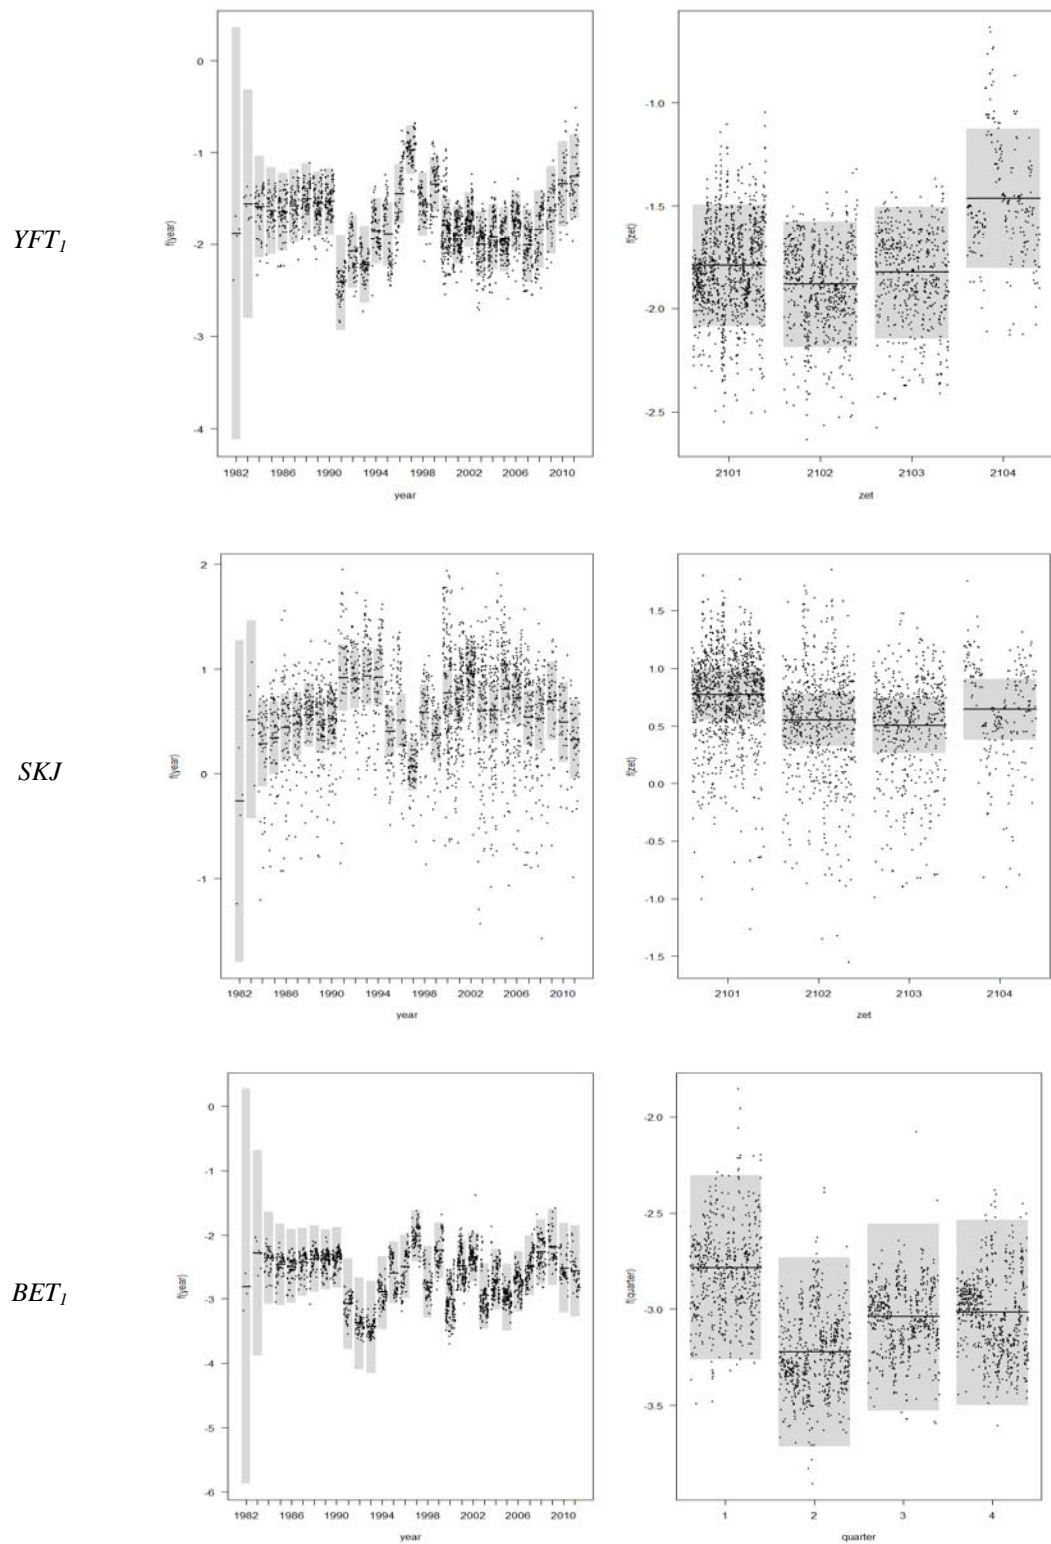 YFT1
0
-1
-2
-3
-4
f(year)
1982 1986 1990 1994 1998 2002 2006 2010
year
-1.0
-1.5
-2.0
-2.5
f(zet)
2101 2102 2103 2104
zet
SKJ
2
1
0
-1
f(year)
1982 1986 1990 1994 1998 2002 2006 2010
year
1.5
1.0
0.5
0.0
-0.5
-1.0
-1.5
f(zet)
2101 2102 2103 2104
zet
BET1
0
-1
-2
-3
-4
-5
-6
f(year)
1982 1986 1990 1994 1998 2002 2006 2010
year
-2.0
-2.5
-3.0
-3.5
f(quarter)
1 2 3 4
quarter